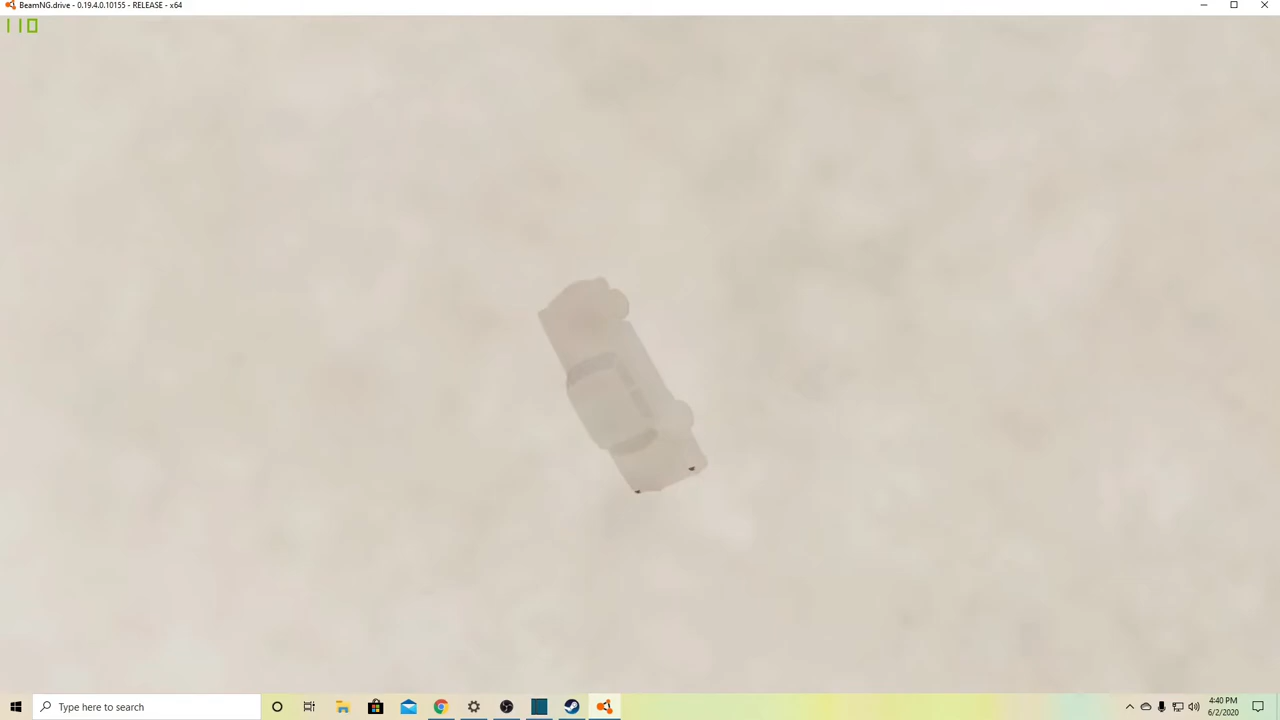 BeamNG.drive - 0.19.4.0.10155 - RELEASE - x64
110
Type here to search
4:40 PM
6/2/2020